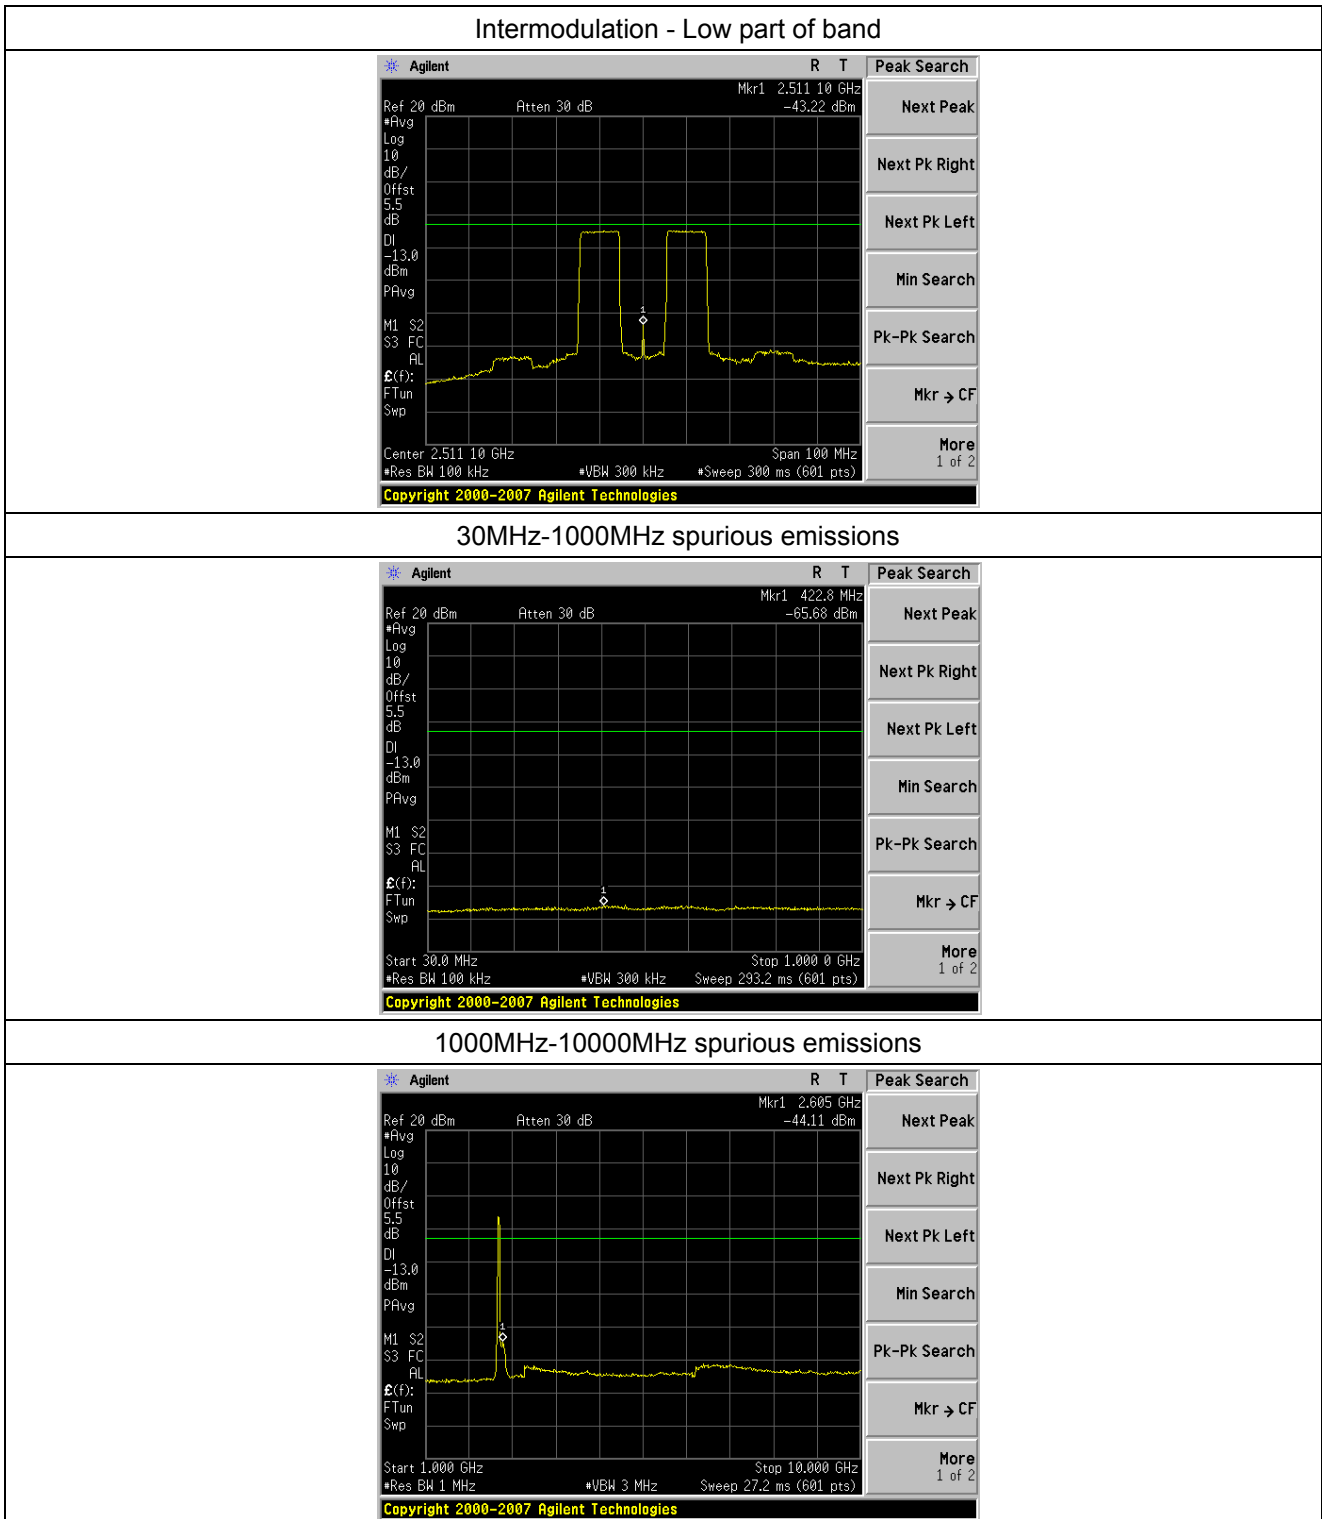 Intermodulation - Low part of band
Agilent R T Peak Search
Mkr1 2.511 10 GHz
Ref 20 dBm Atten 30 dB -43.22 dBm
#Avg
Log
10
dB/
Offst
5.5
dB
DI
-13.0
dBm
PAvg
M1 S2
S3 FC
AL
£(f):
FTun
Swp
1
Center 2.511 10 GHz Span 100 MHz
#Res BW 100 kHz #VBW 300 kHz #Sweep 300 ms (601 pts)
Copyright 2000-2007 Agilent Technologies
Next Peak
Next Pk Right
Next Pk Left
Min Search
Pk-Pk Search
Mkr → CF
More
1 of 2
30MHz-1000MHz spurious emissions
Agilent R T Peak Search
Mkr1 422.8 MHz
Ref 20 dBm Atten 30 dB -65.68 dBm
#Avg
Log
10
dB/
Offst
5.5
dB
DI
-13.0
dBm
PAvg
M1 S2
S3 FC
AL
£(f):
FTun
Swp
1
Start 30.0 MHz Stop 1.000 0 GHz
#Res BW 100 kHz #VBW 300 kHz Sweep 293.2 ms (601 pts)
Copyright 2000-2007 Agilent Technologies
Next Peak
Next Pk Right
Next Pk Left
Min Search
Pk-Pk Search
Mkr → CF
More
1 of 2
1000MHz-10000MHz spurious emissions
Agilent R T Peak Search
Mkr1 2.605 GHz
Ref 20 dBm Atten 30 dB -44.11 dBm
#Avg
Log
10
dB/
Offst
5.5
dB
DI
-13.0
dBm
PAvg
M1 S2
S3 FC
AL
£(f):
FTun
Swp
1
Start 1.000 GHz Stop 10.000 GHz
#Res BW 1 MHz #VBW 3 MHz Sweep 27.2 ms (601 pts)
Copyright 2000-2007 Agilent Technologies
Next Peak
Next Pk Right
Next Pk Left
Min Search
Pk-Pk Search
Mkr → CF
More
1 of 2